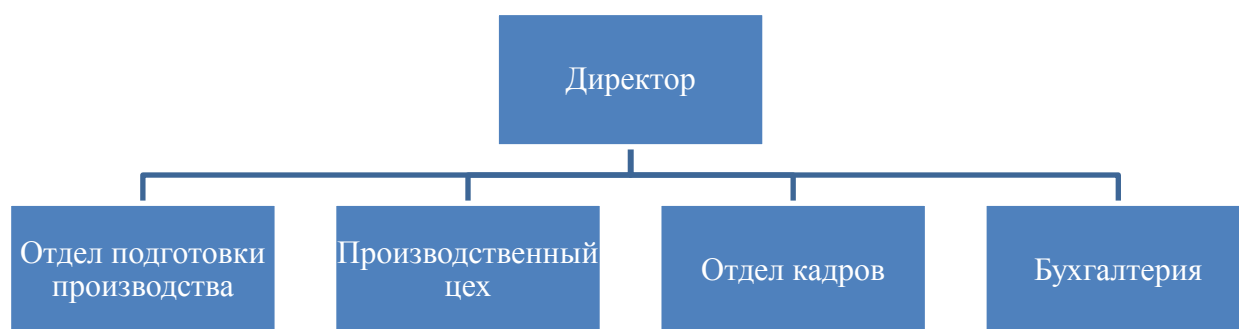 Директор
Отдел подготовки
производства
Производственный
цех
Отдел кадров
Бухгалтерия